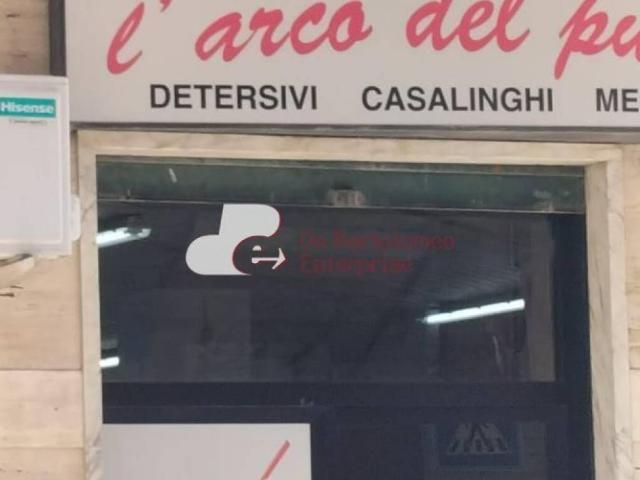 l'arco del pu
DETERSIVI CASALINGHI ME
Hisense
De Bartolomeo
Enterprise